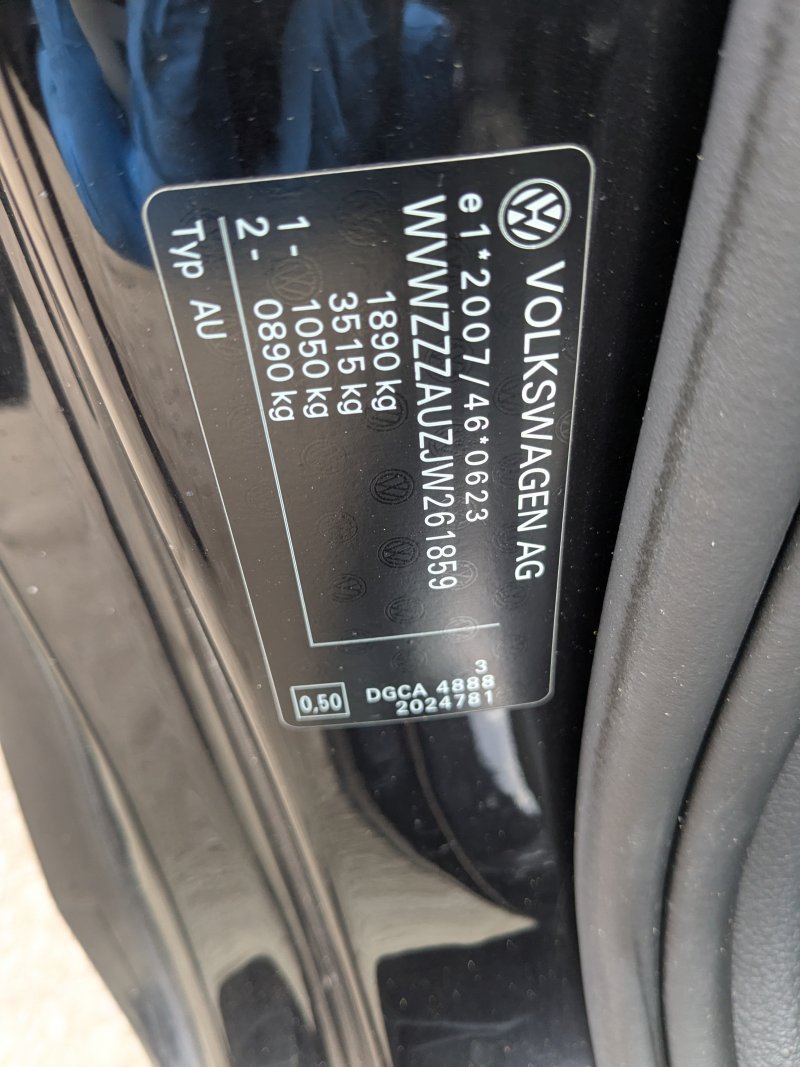 VOLKSWAGEN AG
e1*2007/46*0623
WVWZZZAUZJW261859
1890 kg
3515 kg
1 - 1050 kg
2 - 0890 kg
Typ AU
3
DGCA 4888
2024781
0,50